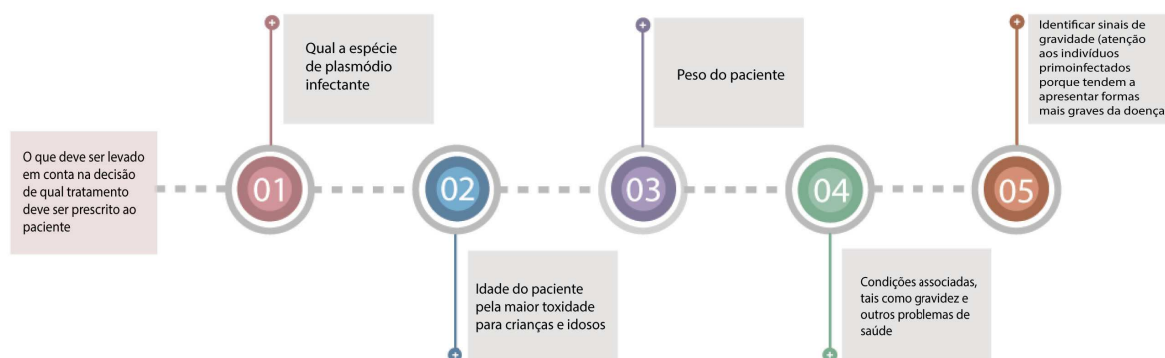 O que deve ser levado
em conta na decisão
de qual tratamento
deve ser prescrito ao
paciente
01
Qual a espécie
de plasmódio
infectante
02
Idade do paciente
pela maior toxidade
para crianças e idosos
03
Peso do paciente
04
Condições associadas,
tais como gravidez e
outros problemas de
saúde
05
Identificar sinais de
gravidade (atenção
aos indivíduos
primoinfectados
porque tendem a
apresentar formas
mais graves da doença